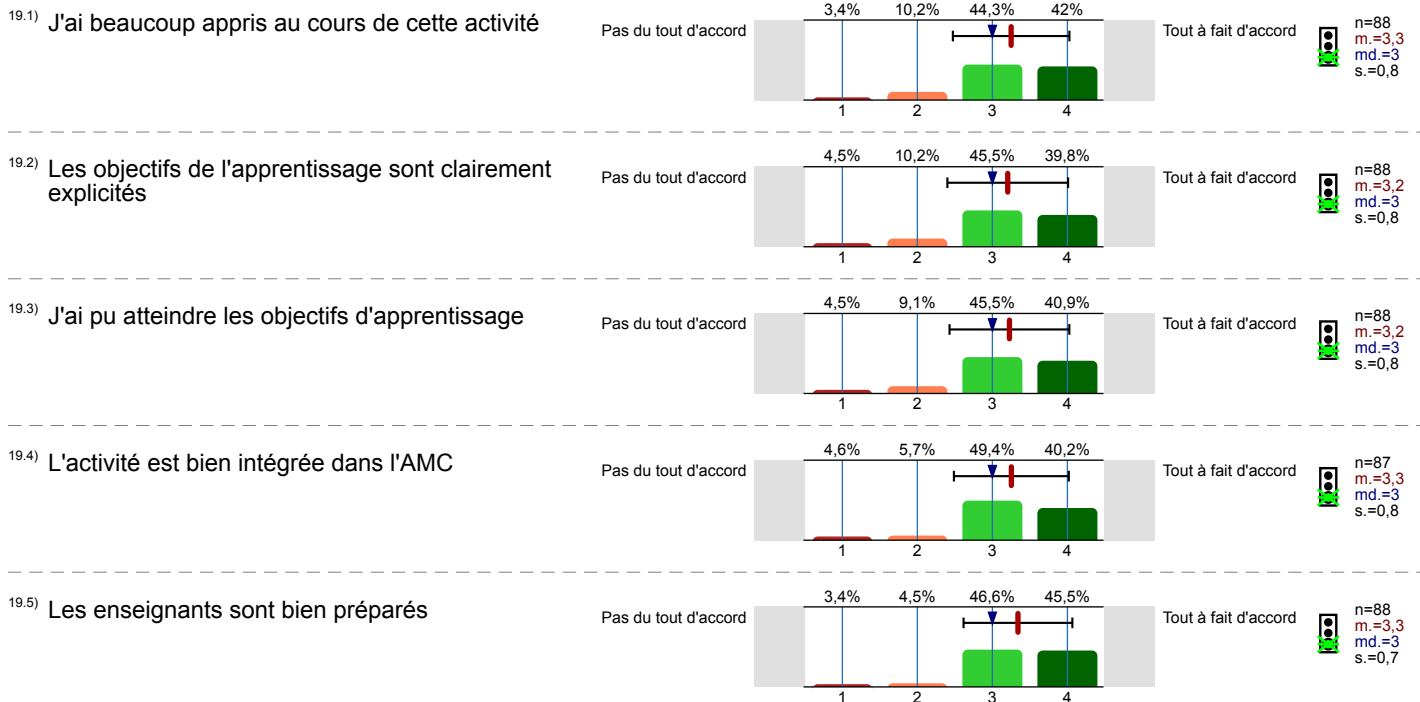 19.1) J'ai beaucoup appris au cours de cette activité
Pas du tout d'accord
3,4% 10,2% 44,3% 42%
1 2 3 4
Tout à fait d'accord
n=88
m.=3,3
md.=3
s.=0,8
19.2) Les objectifs de l'apprentissage sont clairement
explicités
Pas du tout d'accord
4,5% 10,2% 45,5% 39,8%
1 2 3 4
Tout à fait d'accord
n=88
m.=3,2
md.=3
s.=0,8
19.3) J'ai pu atteindre les objectifs d'apprentissage
Pas du tout d'accord
4,5% 9,1% 45,5% 40,9%
1 2 3 4
Tout à fait d'accord
n=88
m.=3,2
md.=3
s.=0,8
19.4) L'activité est bien intégrée dans l'AMC
Pas du tout d'accord
4,6% 5,7% 49,4% 40,2%
1 2 3 4
Tout à fait d'accord
n=87
m.=3,3
md.=3
s.=0,8
19.5) Les enseignants sont bien préparés
Pas du tout d'accord
3,4% 4,5% 46,6% 45,5%
1 2 3 4
Tout à fait d'accord
n=88
m.=3,3
md.=3
s.=0,7